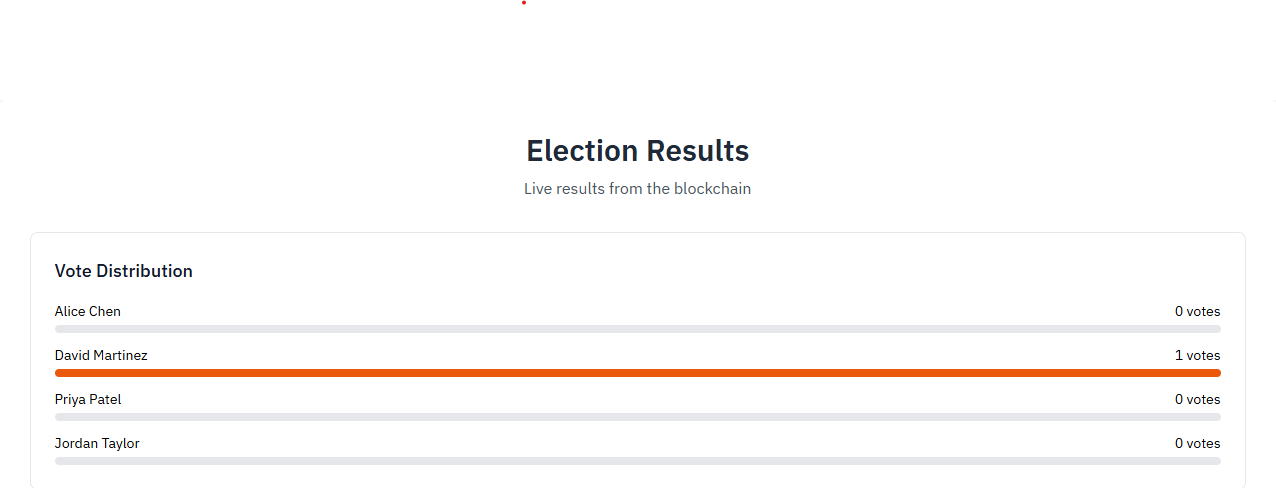 Election Results
Live results from the blockchain
Vote Distribution
Alice Chen 0 votes
David Martinez 1 votes
Priya Patel 0 votes
Jordan Taylor 0 votes